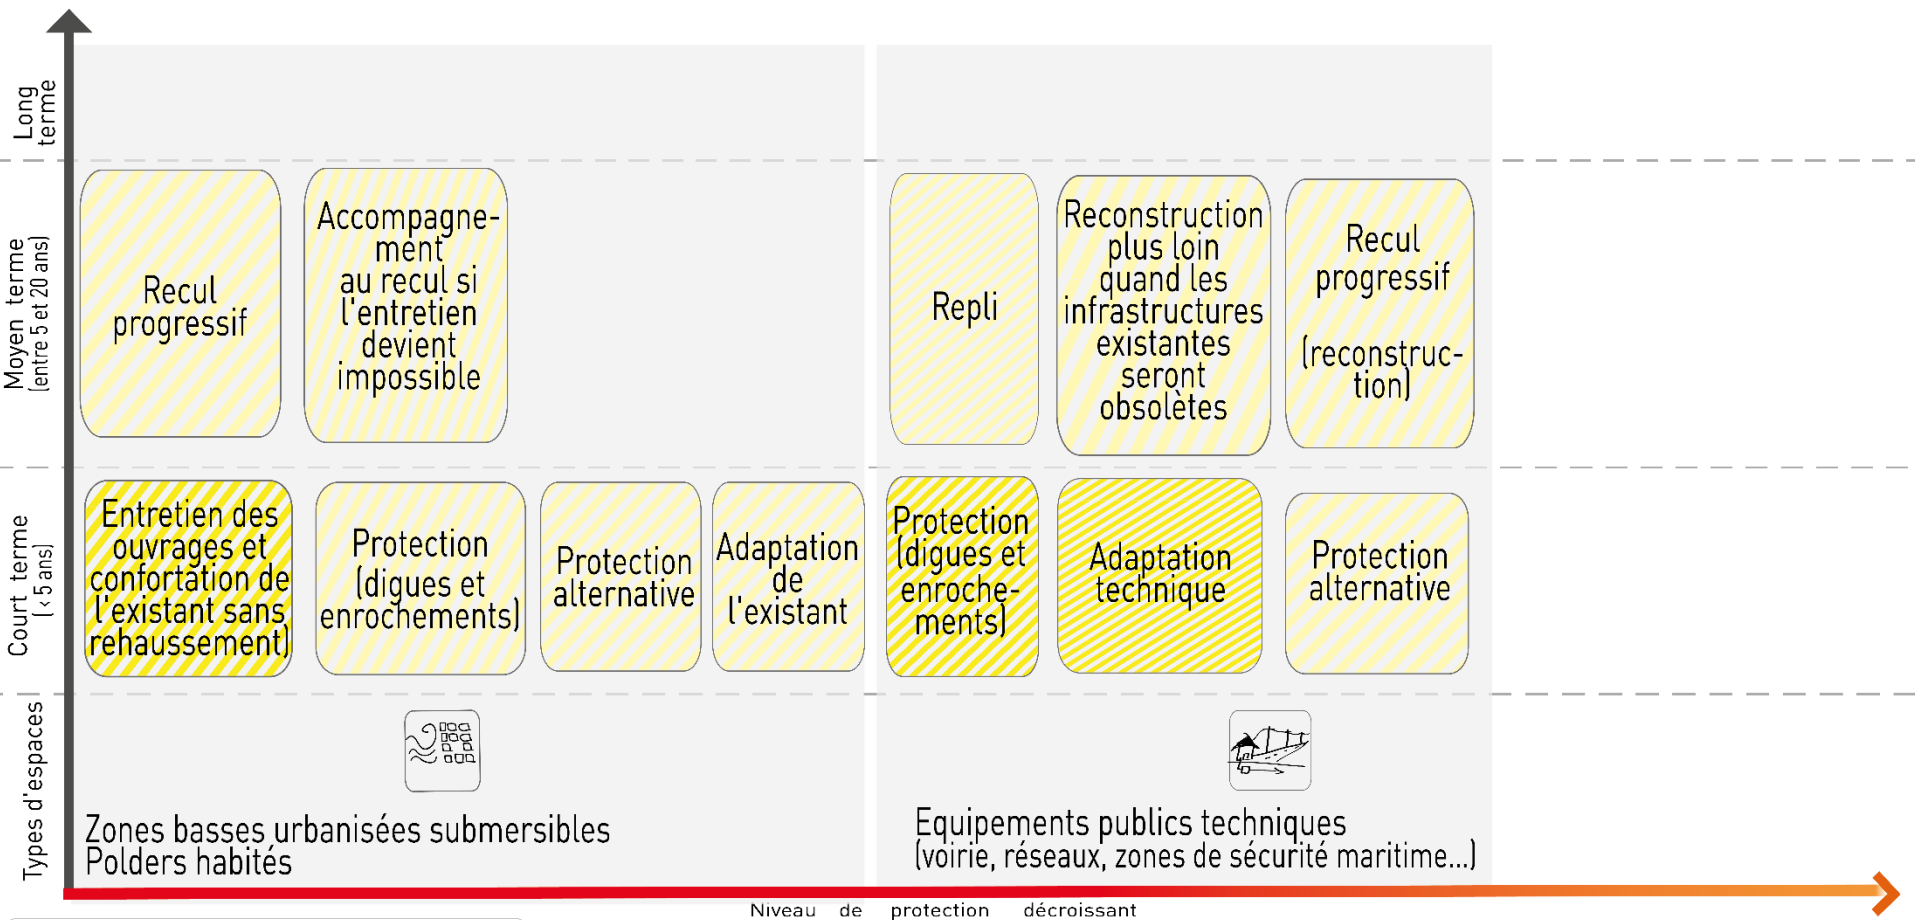 Long
terme
Moyen terme
(entre 5 et 20 ans)
Recul
progressif
Accompagne-
ment
au recul si
l'entretien
devient
impossible
Repli
Reconstruction
plus loin
quand les
infrastructures
existantes
seront
obsolètes
Recul
progressif
(reconstruc-
tion)
Court terme
(< 5 ans)
Entretien des
ouvrages et
confortation de
l'existant sans
rehaussement)
Protection
(digues et
enrochements)
Protection
alternative
Adaptation
de
l'existant
Protection
(digues et
enroche-
ments)
Adaptation
technique
Protection
alternative
Types d'espaces
Zones basses urbanisées submersibles
Polders habités
Equipements publics techniques
(voirie, réseaux, zones de sécurité maritime...)
Niveau de protection décroissant